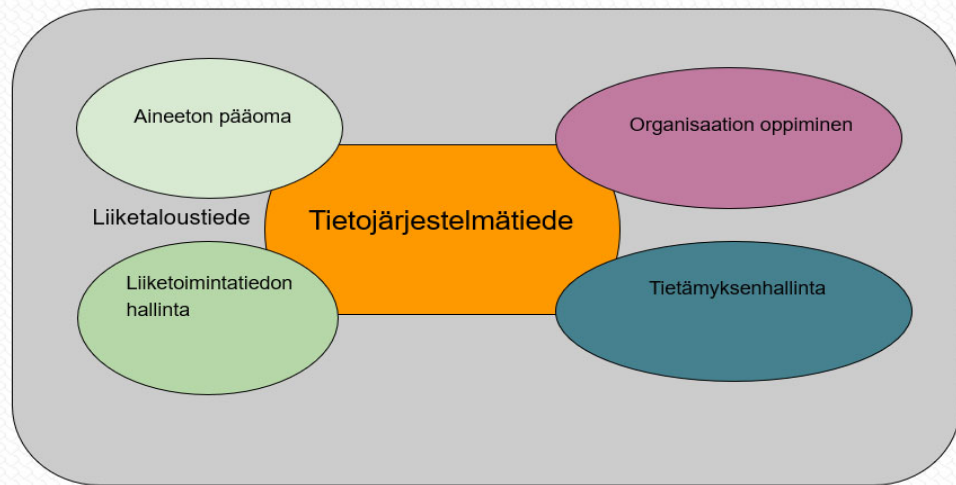 Aineeton pääoma
Organisaation oppiminen
Liiketaloustiede
Tietojärjestelmätiede
Liiketoimintatiedon
hallinta
Tietämyksenhallinta